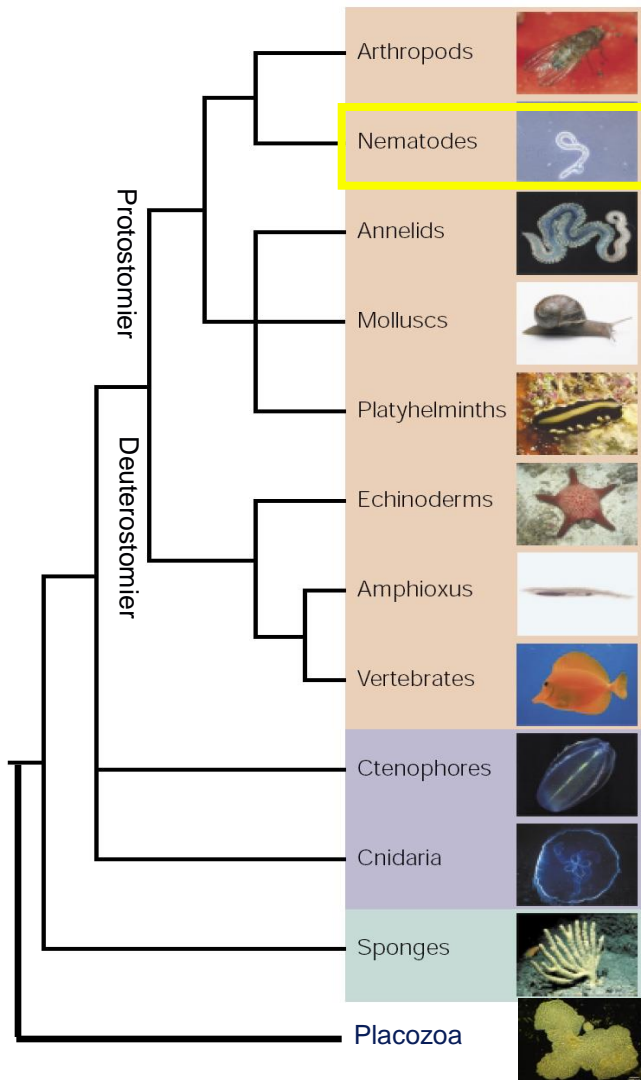 Arthropods
Nematodes
Annelids
Molluscs
Platyhelminths
Echinoderms
Amphioxus
Vertebrates
Ctenophores
Cnidaria
Sponges
Placozoa
Protostomier
Deuterostomier